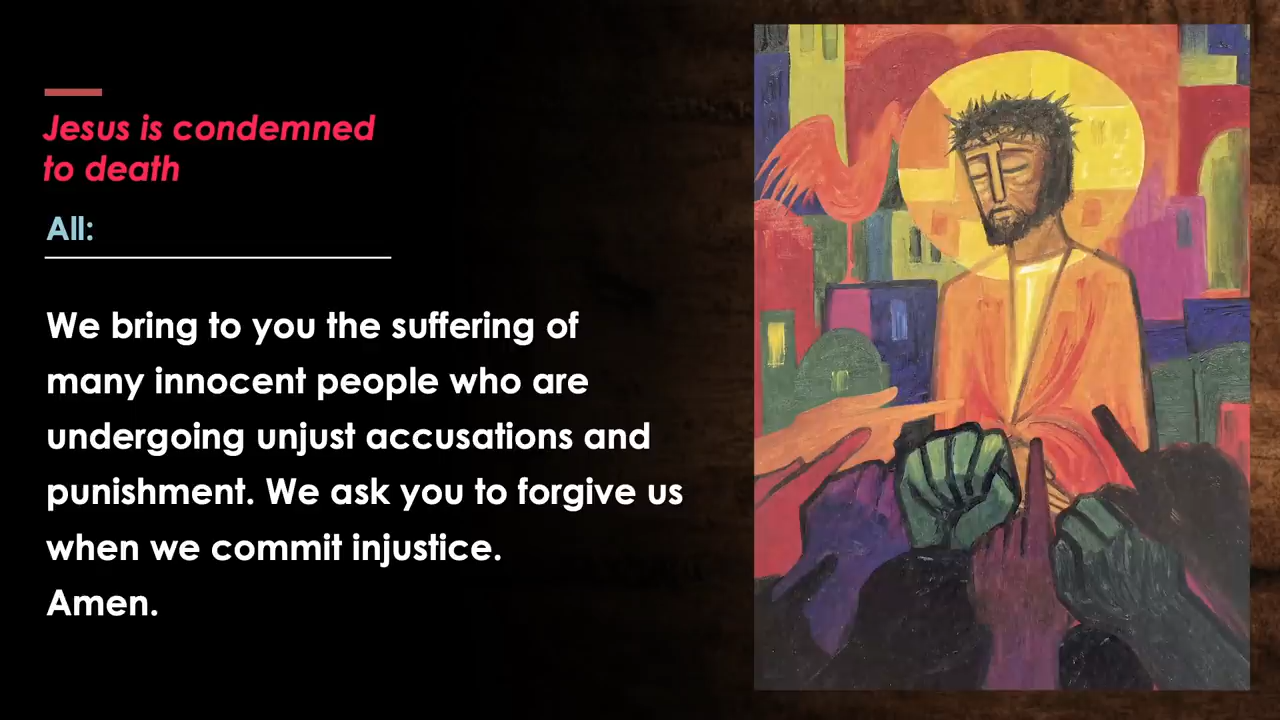 Jesus is condemned
to death
All:
We bring to you the suffering of
many innocent people who are
undergoing unjust accusations and
punishment. We ask you to forgive us
when we commit injustice.
Amen.